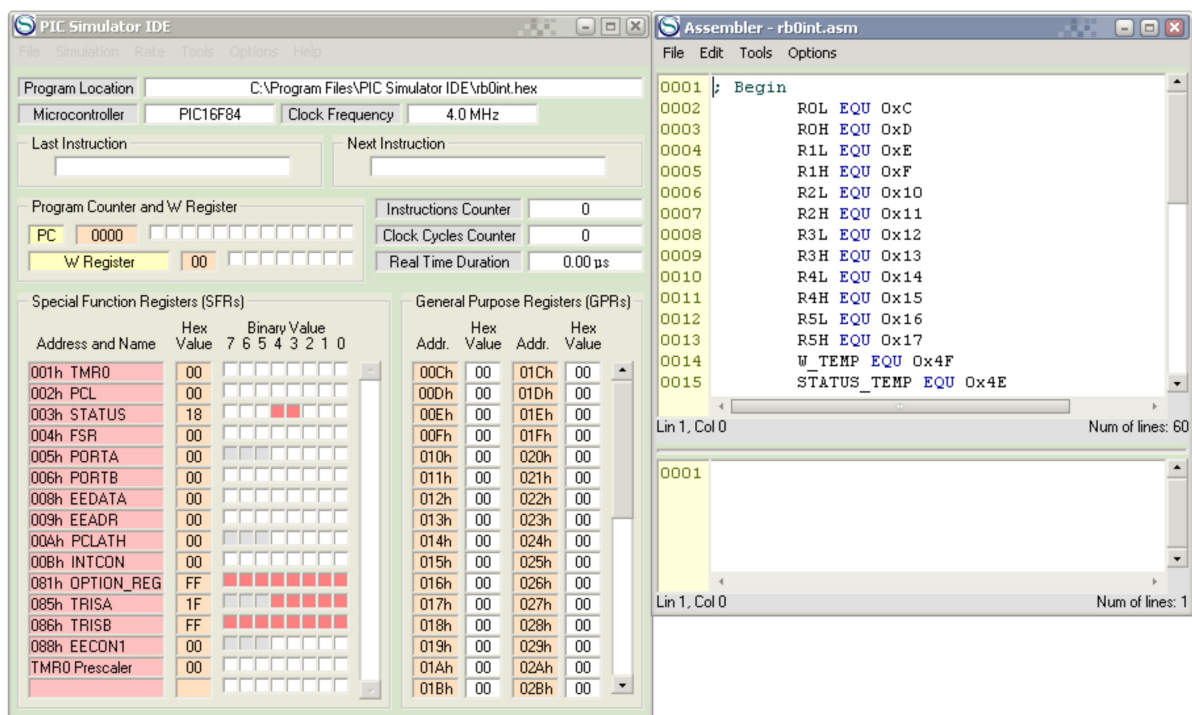 PIC Simulator IDE
File Simulation Rate Tools Options Help
Program Location C:\Program Files\PIC Simulator IDE\rb0int.hex
Microcontroller PIC16F84 Clock Frequency 4.0 MHz
Last Instruction Next Instruction
Program Counter and W Register
PC 0000
W Register 00
Instructions Counter 0
Clock Cycles Counter 0
Real Time Duration 0.00 µs
Special Function Registers (SFRs)
Hex Binary Value
Address and Name Value 7 6 5 4 3 2 1 0
001h TMR0 00
002h PCL 00
003h STATUS 18
004h FSR 00
005h PORTA 00
006h PORTB 00
008h EEDATA 00
009h EEADR 00
00Ah PCLATH 00
00Bh INTCON 00
081h OPTION_REG FF
085h TRISA 1F
086h TRISB FF
088h EECON1 00
TMR0 Prescaler 00
General Purpose Registers (GPRs)
Hex Hex
Addr. Value Addr. Value
00Ch 00 01Ch 00
00Dh 00 01Dh 00
00Eh 00 01Eh 00
00Fh 00 01Fh 00
010h 00 020h 00
011h 00 021h 00
012h 00 022h 00
013h 00 023h 00
014h 00 024h 00
015h 00 025h 00
016h 00 026h 00
017h 00 027h 00
018h 00 028h 00
019h 00 029h 00
01Ah 00 02Ah 00
01Bh 00 02Bh 00
Assembler - rb0int.asm
File Edit Tools Options
0001 ; Begin
0002 R0L EQU 0xC
0003 R0H EQU 0xD
0004 R1L EQU 0xE
0005 R1H EQU 0xF
0006 R2L EQU 0x10
0007 R2H EQU 0x11
0008 R3L EQU 0x12
0009 R3H EQU 0x13
0010 R4L EQU 0x14
0011 R4H EQU 0x15
0012 R5L EQU 0x16
0013 R5H EQU 0x17
0014 W_TEMP EQU 0x4F
0015 STATUS_TEMP EQU 0x4E
Lin 1, Col 0 Num of lines: 60
0001
Lin 1, Col 0 Num of lines: 1